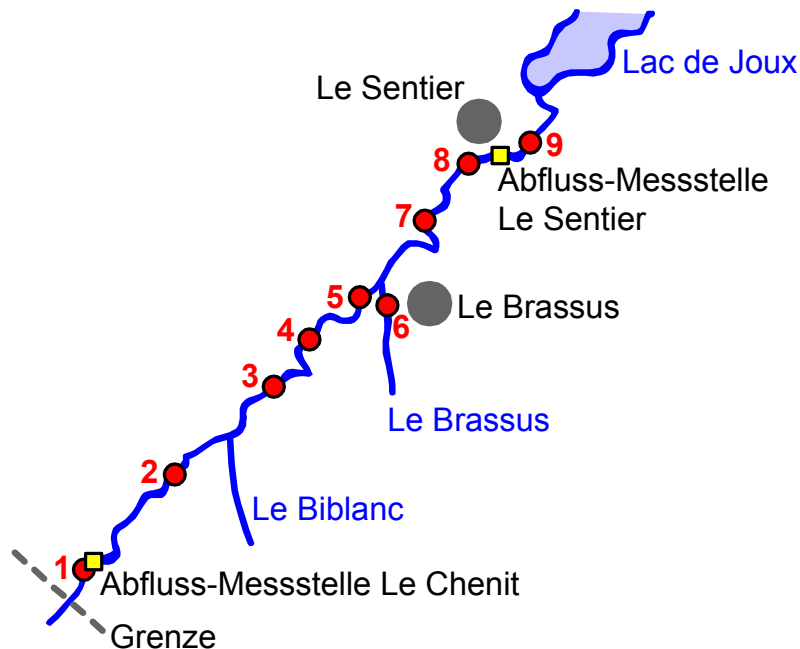 Lac de Joux
Le Sentier
9
8
Abfluss-Messstelle
Le Sentier
7
5
6
Le Brassus
4
3
Le Brassus
2
Le Biblanc
1
Abfluss-Messstelle Le Chenit
Grenze